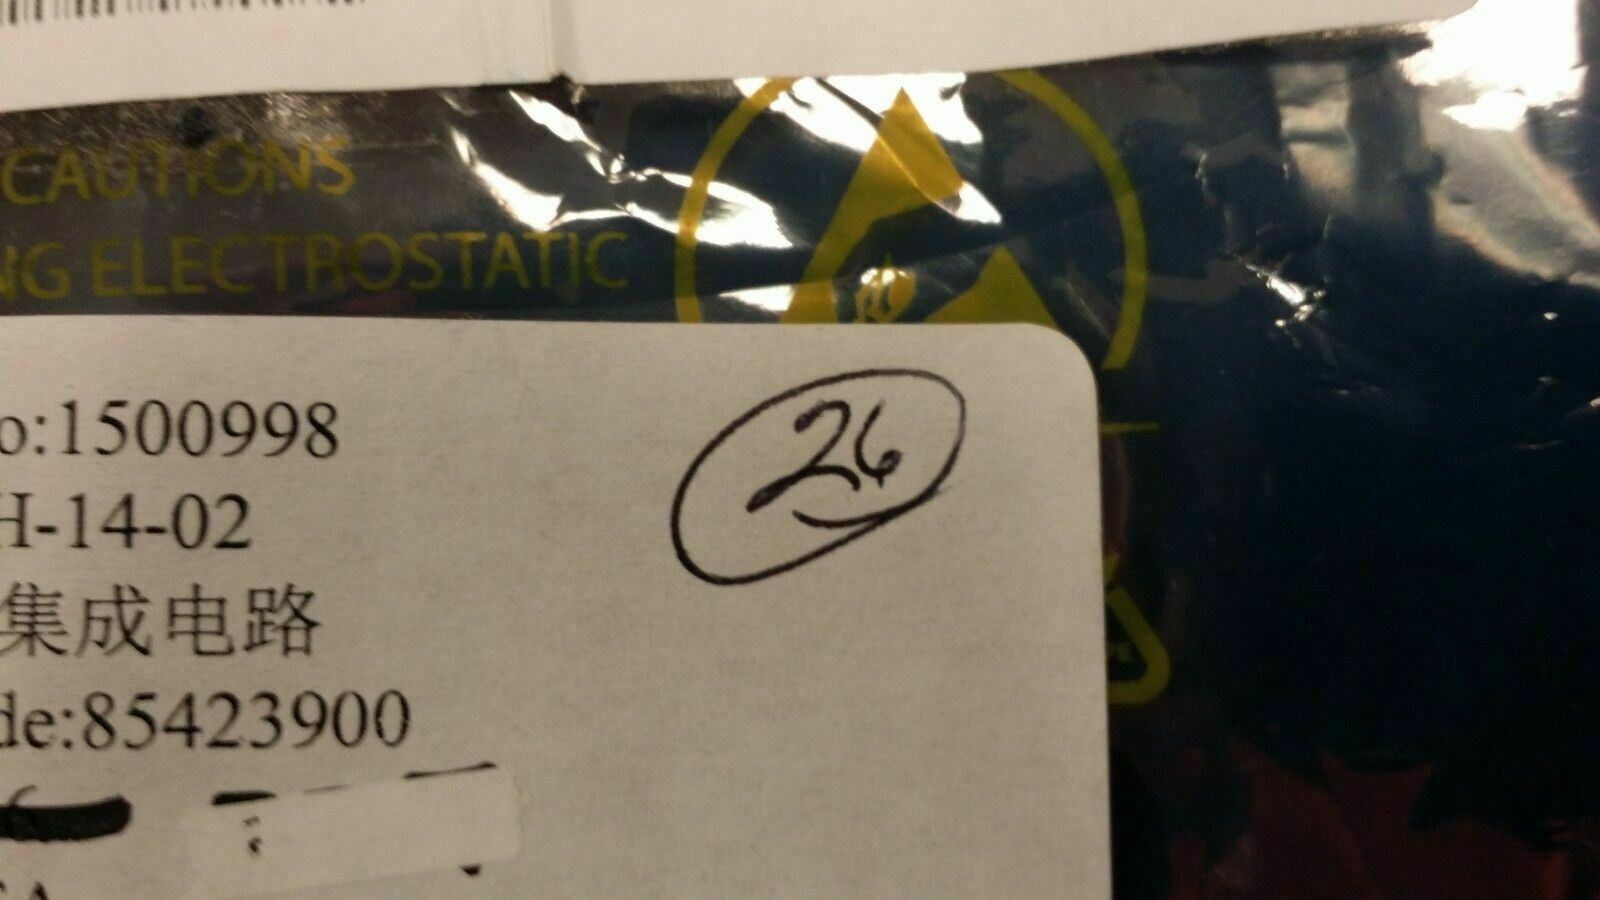 CAUTIONS
NG ELECTROSTATIC
o:1500998
26
H-14-02
集成电路
de:85423900